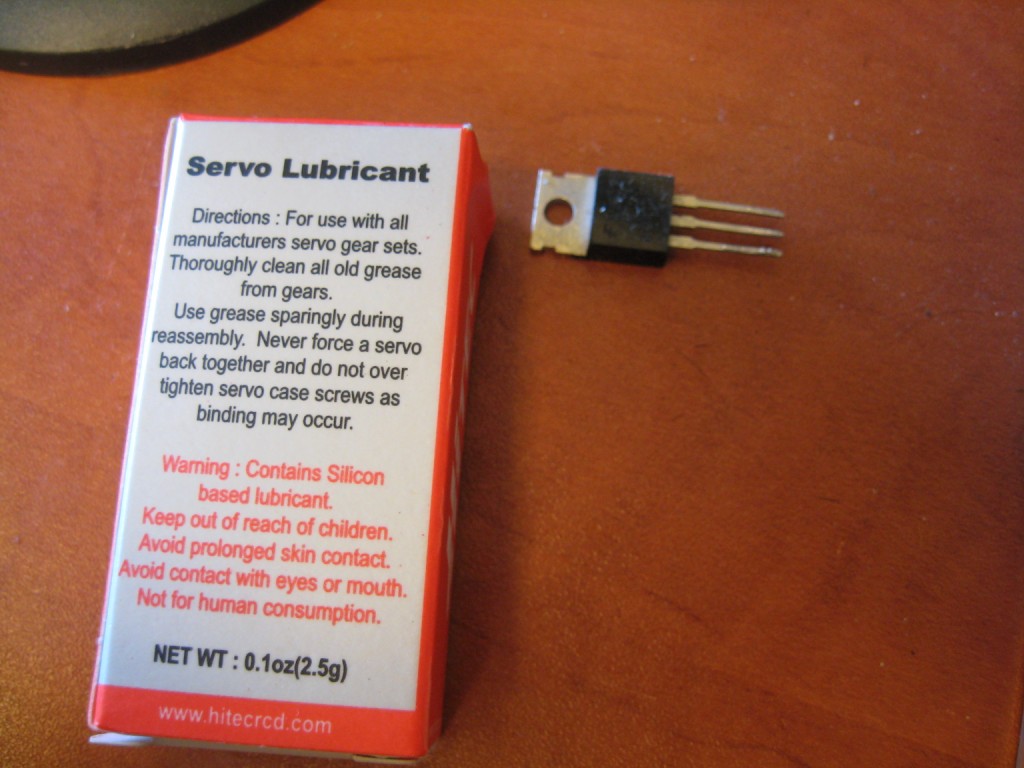 Servo Lubricant
Directions : For use with all
manufacturers servo gear sets.
Thoroughly clean all old grease
from gears.
Use grease sparingly during
reassembly. Never force a servo
back together and do not over
tighten servo case screws as
binding may occur.
Warning : Contains Silicon
based lubricant.
Keep out of reach of children.
Avoid prolonged skin contact.
Avoid contact with eyes or mouth.
Not for human consumption.
NET WT : 0.1oz(2.5g)
www.hitecrcd.com